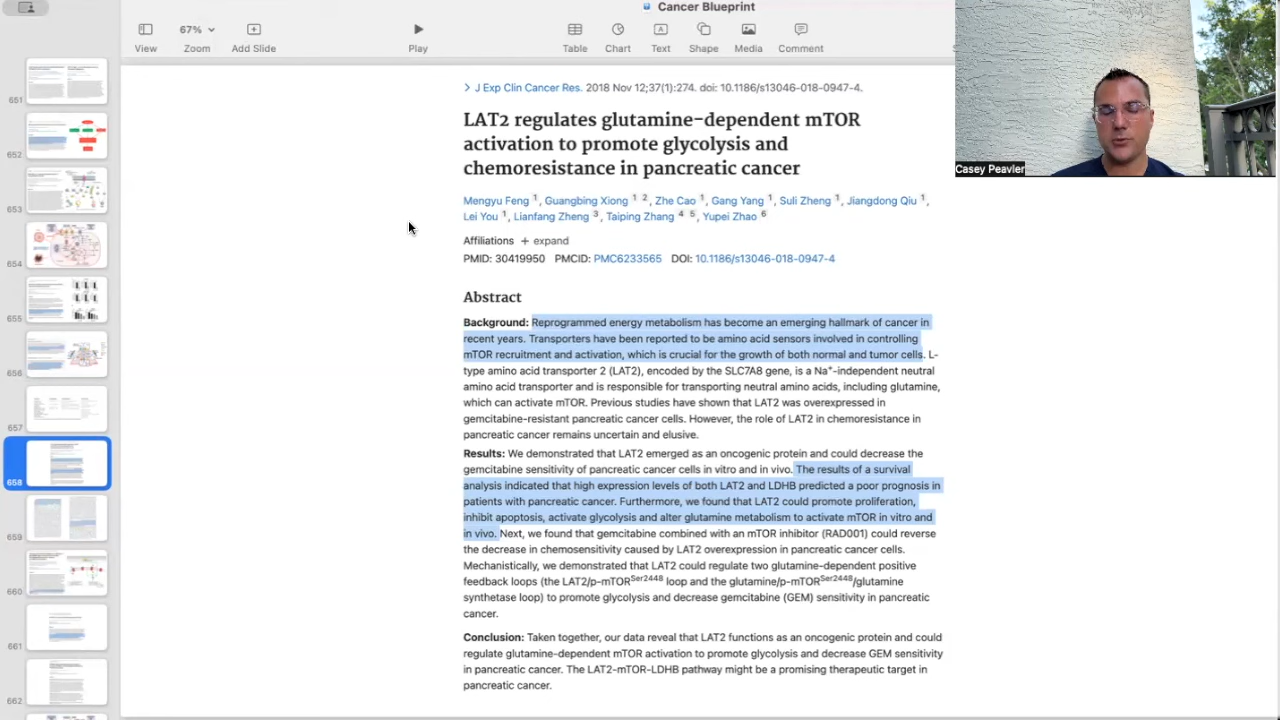 Cancer Blueprint
67%
View
Zoom
Add Slide
Play
Table
Chart
Text
Shape
Media
Comment
Casey Peavler
651
652
653
654
655
656
657
658
659
660
661
662
> J Exp Clin Cancer Res. 2018 Nov 12;37(1):274. doi: 10.1186/s13046-018-0947-4.
LAT2 regulates glutamine-dependent mTOR
activation to promote glycolysis and
chemoresistance in pancreatic cancer
Mengyu Feng 1, Guangbing Xiong 1 2, Zhe Cao 1, Gang Yang 1, Suli Zheng 1, Jiangdong Qiu 1,
Lei You 1, Lianfang Zheng 3, Taiping Zhang 4 5, Yupei Zhao 6
Affiliations + expand
PMID: 30419950 PMCID: PMC6233565 DOI: 10.1186/s13046-018-0947-4
Abstract
Background: Reprogrammed energy metabolism has become an emerging hallmark of cancer in
recent years. Transporters have been reported to be amino acid sensors involved in controlling
mTOR recruitment and activation, which is crucial for the growth of both normal and tumor cells. L-
type amino acid transporter 2 (LAT2), encoded by the SLC7A8 gene, is a Na+-independent neutral
amino acid transporter and is responsible for transporting neutral amino acids, including glutamine,
which can activate mTOR. Previous studies have shown that LAT2 was overexpressed in
gemcitabine-resistant pancreatic cancer cells. However, the role of LAT2 in chemoresistance in
pancreatic cancer remains uncertain and elusive.
Results: We demonstrated that LAT2 emerged as an oncogenic protein and could decrease the
gemcitabine sensitivity of pancreatic cancer cells in vitro and in vivo. The results of a survival
analysis indicated that high expression levels of both LAT2 and LDHB predicted a poor prognosis in
patients with pancreatic cancer. Furthermore, we found that LAT2 could promote proliferation,
inhibit apoptosis, activate glycolysis and alter glutamine metabolism to activate mTOR in vitro and
in vivo. Next, we found that gemcitabine combined with an mTOR inhibitor (RAD001) could reverse
the decrease in chemosensitivity caused by LAT2 overexpression in pancreatic cancer cells.
Mechanistically, we demonstrated that LAT2 could regulate two glutamine-dependent positive
feedback loops (the LAT2/p-mTORSer2448 loop and the glutamine/p-mTORSer2448/glutamine
synthetase loop) to promote glycolysis and decrease gemcitabine (GEM) sensitivity in pancreatic
cancer.
Conclusion: Taken together, our data reveal that LAT2 functions as an oncogenic protein and could
regulate glutamine-dependent mTOR activation to promote glycolysis and decrease GEM sensitivity
in pancreatic cancer. The LAT2-mTOR-LDHB pathway might be a promising therapeutic target in
pancreatic cancer.